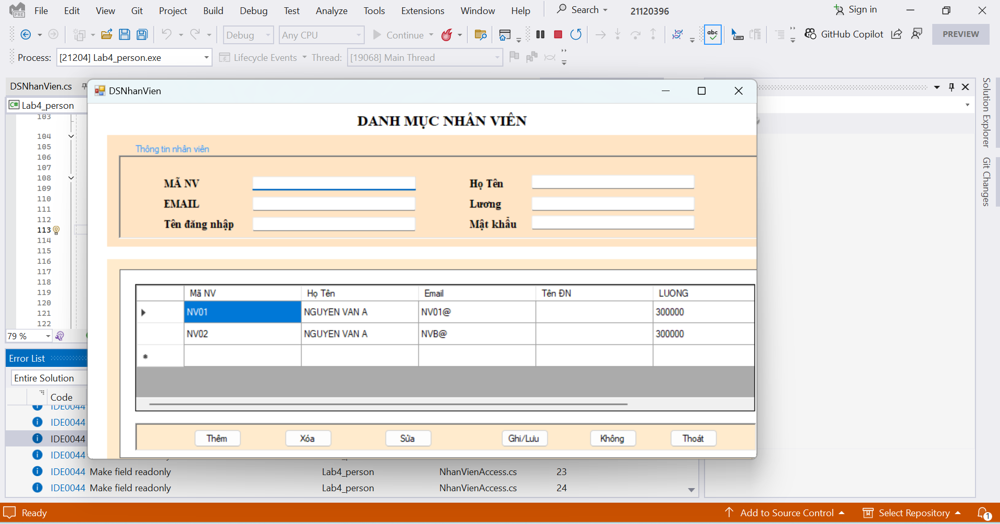 PRE File Edit View Git Project Build Debug Test Analyze Tools Extensions Window Help Search 21120396 Sign in
Debug Any CPU Continue abc GitHub Copilot PREVIEW
Process: [21204] Lab4_person.exe Lifecycle Events Thread: [19068] Main Thread
DSNhanVien.cs
C# Lab4_person
103
104
105
106
107
108
109
110
111
112
113
114
115
116
117
118
119
120
121
122
79 %
DSNhanVien
DANH MỤC NHÂN VIÊN
Thông tin nhân viên
MÃ NV Họ Tên
EMAIL Lương
Tên đăng nhập Mật khẩu
Mã NV Họ Tên Email Tên ĐN LUONG
NV01 NGUYEN VAN A NV01@ 300000
NV02 NGUYEN VAN A NVB@ 300000
Thêm Xóa Sửa Ghi/Lưu Không Thoát
Solution Explorer
Git Changes
Error List
Entire Solution
Code
IDE0044
IDE0044
IDE0044
IDE0044
IDE0044 Make field readonly Lab4_person NhanVienAccess.cs 23
IDE0044 Make field readonly Lab4_person NhanVienAccess.cs 24
Ready Add to Source Control Select Repository 1